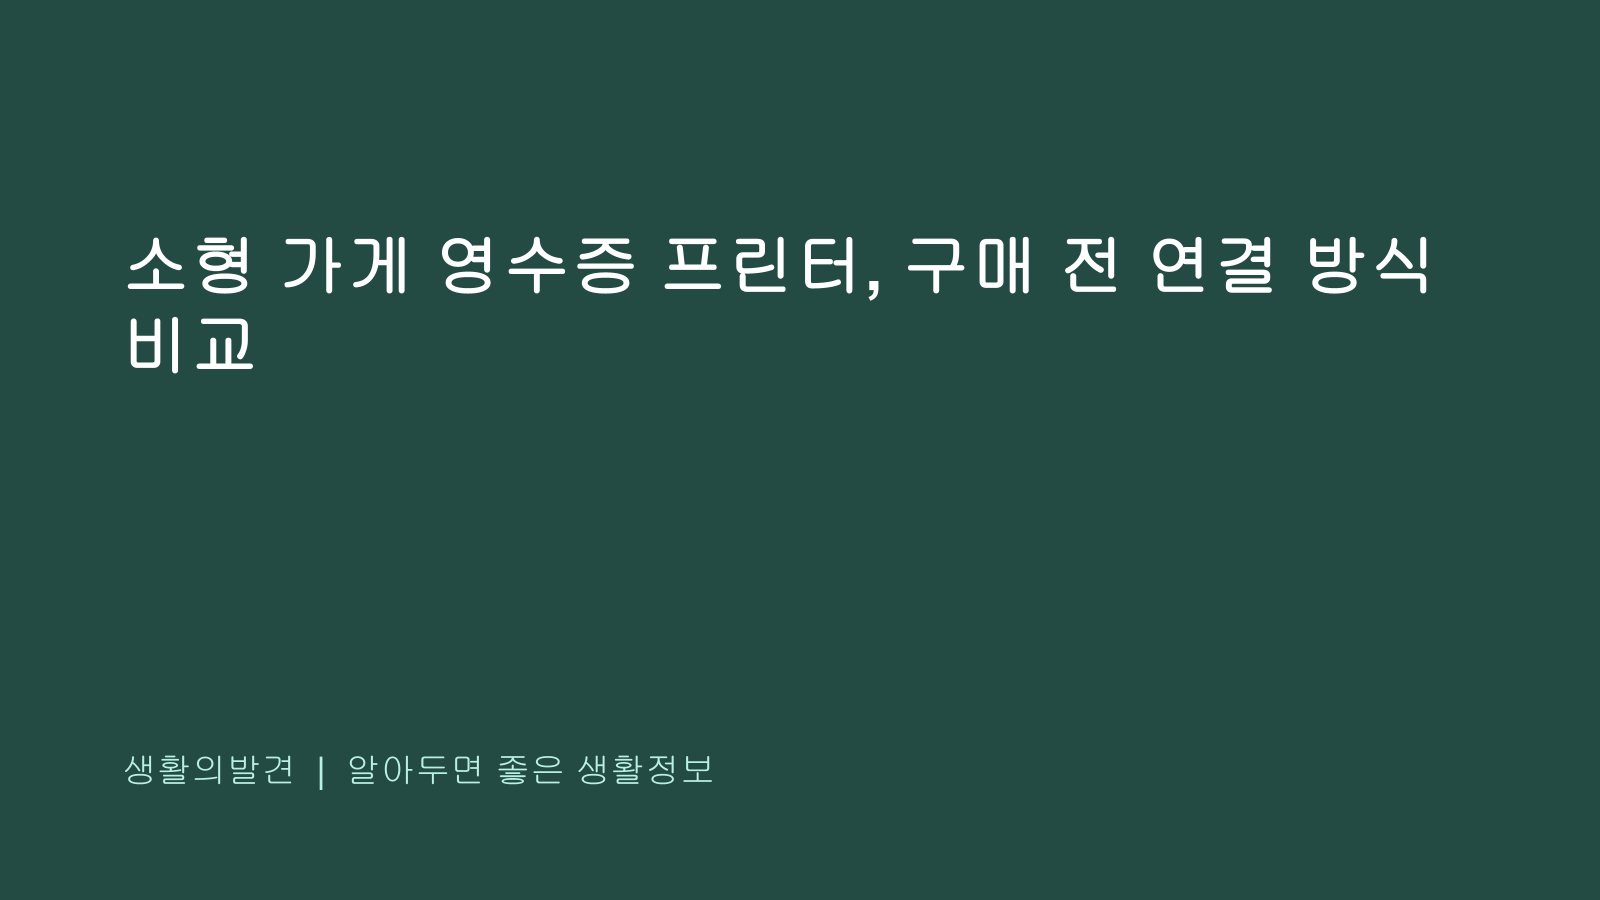 소형 가게 영수증 프린터, 구매 전 연결 방식
비교
생활의발견 | 알아두면 좋은 생활정보